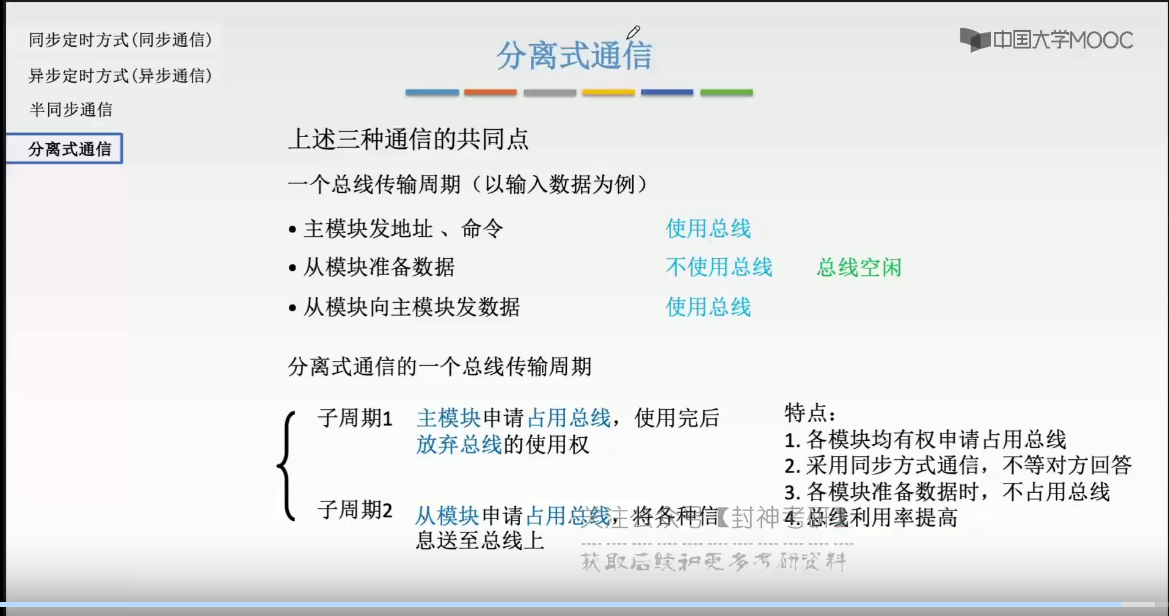 同步定时方式(同步通信)
异步定时方式(异步通信)
半同步通信
分离式通信
分离式通信
中国大学MOOC
上述三种通信的共同点
一个总线传输周期（以输入数据为例）
• 主模块发地址 、命令 使用总线
• 从模块准备数据 不使用总线 总线空闲
• 从模块向主模块发数据 使用总线
分离式通信的一个总线传输周期
子周期1 主模块申请占用总线，使用完后
放弃总线的使用权
子周期2 从模块申请占用总线，将各种信
息送至总线上
特点：
1. 各模块均有权申请占用总线
2. 采用同步方式通信，不等对方回答
3. 各模块准备数据时，不占用总线
4. 总线利用率提高
关注公众号【封神考研】
获取后续和更多考研资料